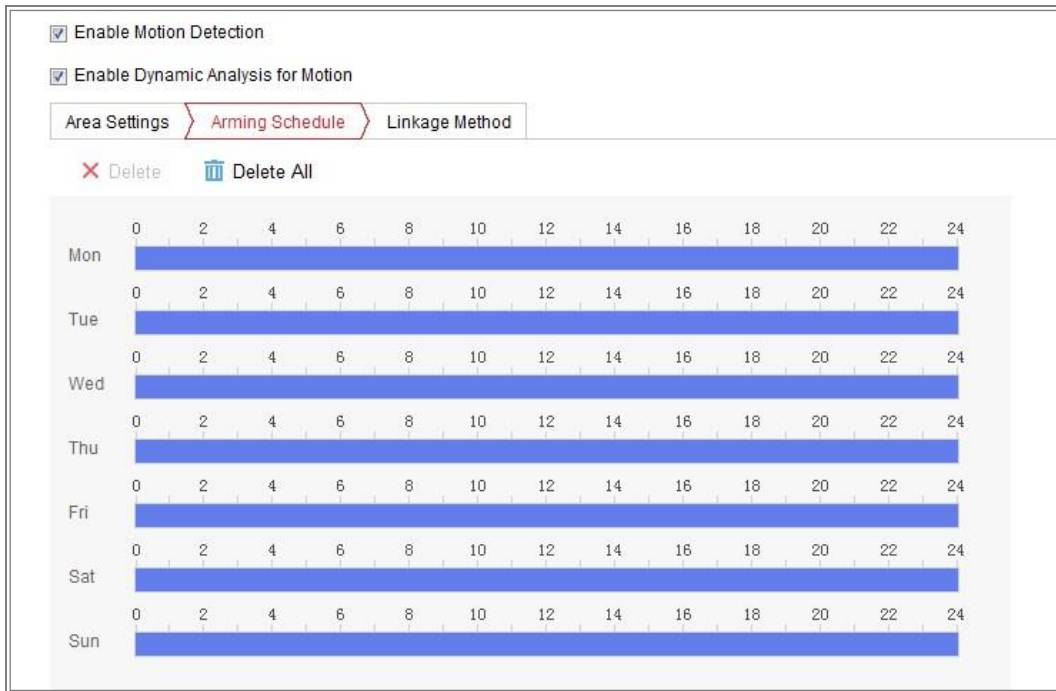 Enable Motion Detection
Enable Dynamic Analysis for Motion
Area Settings Arming Schedule Linkage Method
Delete Delete All
0 2 4 6 8 10 12 14 16 18 20 22 24
Mon
0 2 4 6 8 10 12 14 16 18 20 22 24
Tue
0 2 4 6 8 10 12 14 16 18 20 22 24
Wed
0 2 4 6 8 10 12 14 16 18 20 22 24
Thu
0 2 4 6 8 10 12 14 16 18 20 22 24
Fri
0 2 4 6 8 10 12 14 16 18 20 22 24
Sat
0 2 4 6 8 10 12 14 16 18 20 22 24
Sun